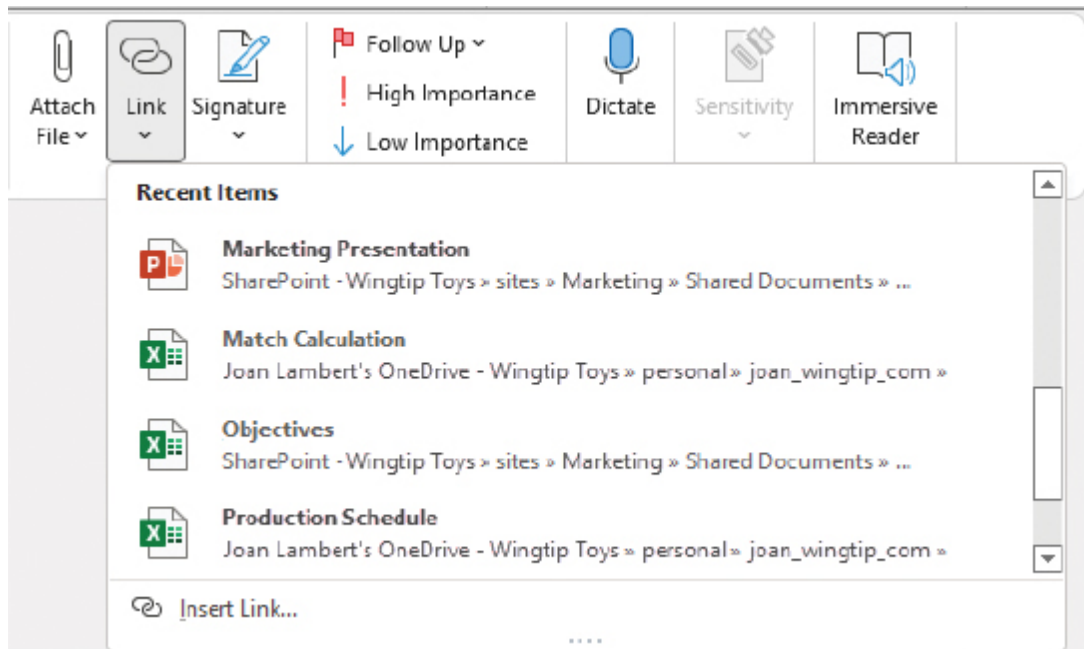 Attach
File
Link
Signature
Follow Up
High Importance
Low Importance
Dictate
Sensitivity
Immersive
Reader
Recent Items
Marketing Presentation
SharePoint - Wingtip Toys » sites » Marketing » Shared Documents » ...
Match Calculation
Joan Lambert's OneDrive - Wingtip Toys » personal » joan_wingtip_com »
Objectives
SharePoint - Wingtip Toys » sites » Marketing » Shared Documents » ...
Production Schedule
Joan Lambert's OneDrive - Wingtip Toys » personal » joan_wingtip_com »
Insert Link...